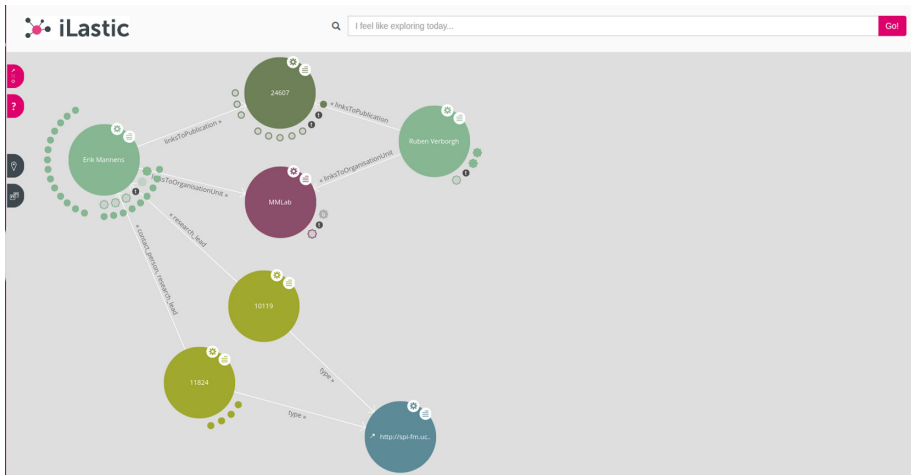 iLastic
I feel like exploring today...
Go!
24607
« linksToPublication
linksToPublication »
Ruben Verborgh
Erik Mannens
?
linksToOrganisationUnit »
« linksToOrganisationUnit
MMLab
« research_lead
« contact_person, research_lead
10119
11824
type »
type »
http://spi-fm.uc..